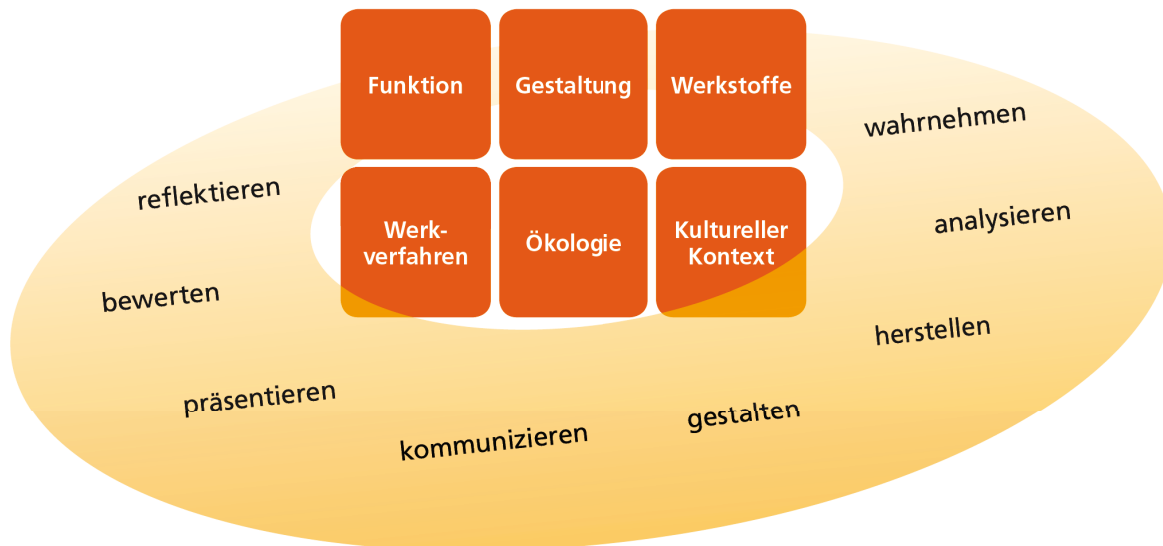 Funktion
Gestaltung
Werkstoffe
Werk-
verfahren
Ökologie
Kultureller
Kontext
wahrnehmen
analysieren
herstellen
gestalten
kommunizieren
präsentieren
bewerten
reflektieren